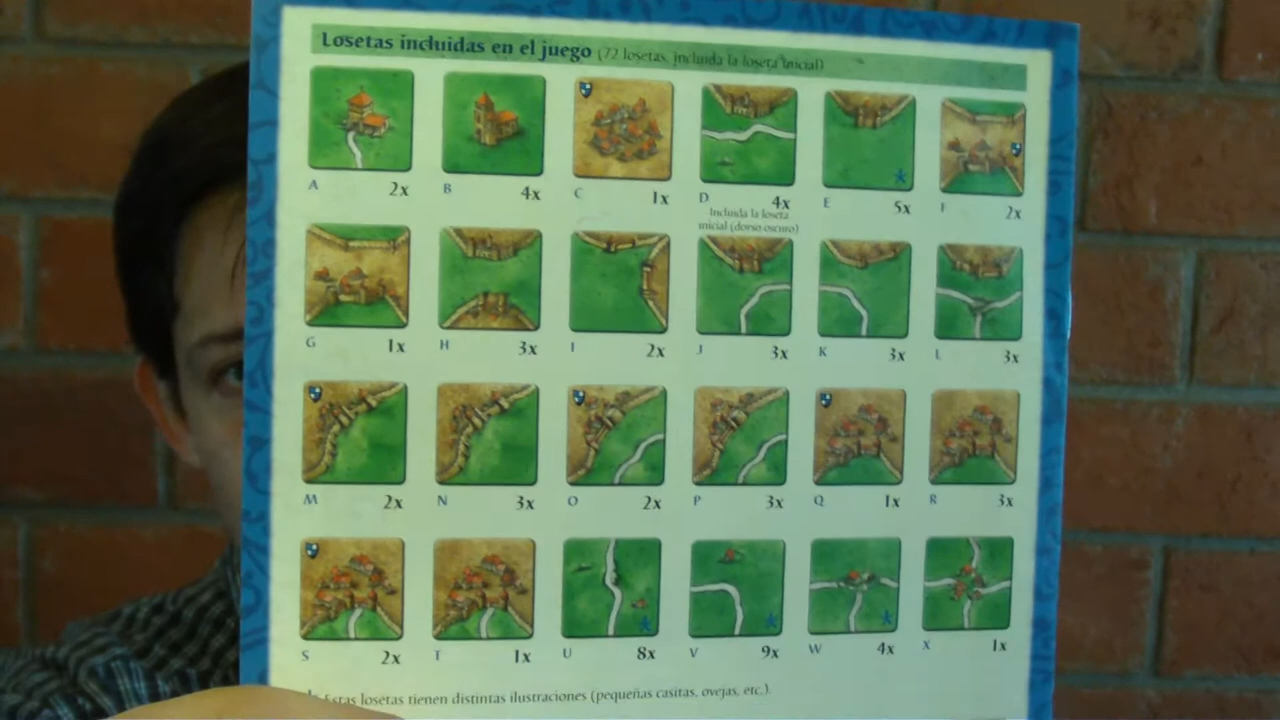 Losetas incluidas en el juego (72 losetas, incluida la loseta inicial)
A 2x B 4x C 1x D 4x E 5x F 2x
Incluida la loseta
inicial (dorso oscuro)
G 1x H 3x I 2x J 3x K 3x L 3x
M 2x N 3x O 2x P 3x Q 1x R 3x
S 2x T 1x U 8x V 9x W 4x X 1x
Estas losetas tienen distintas ilustraciones (pequeñas casitas, ovejas, etc.).